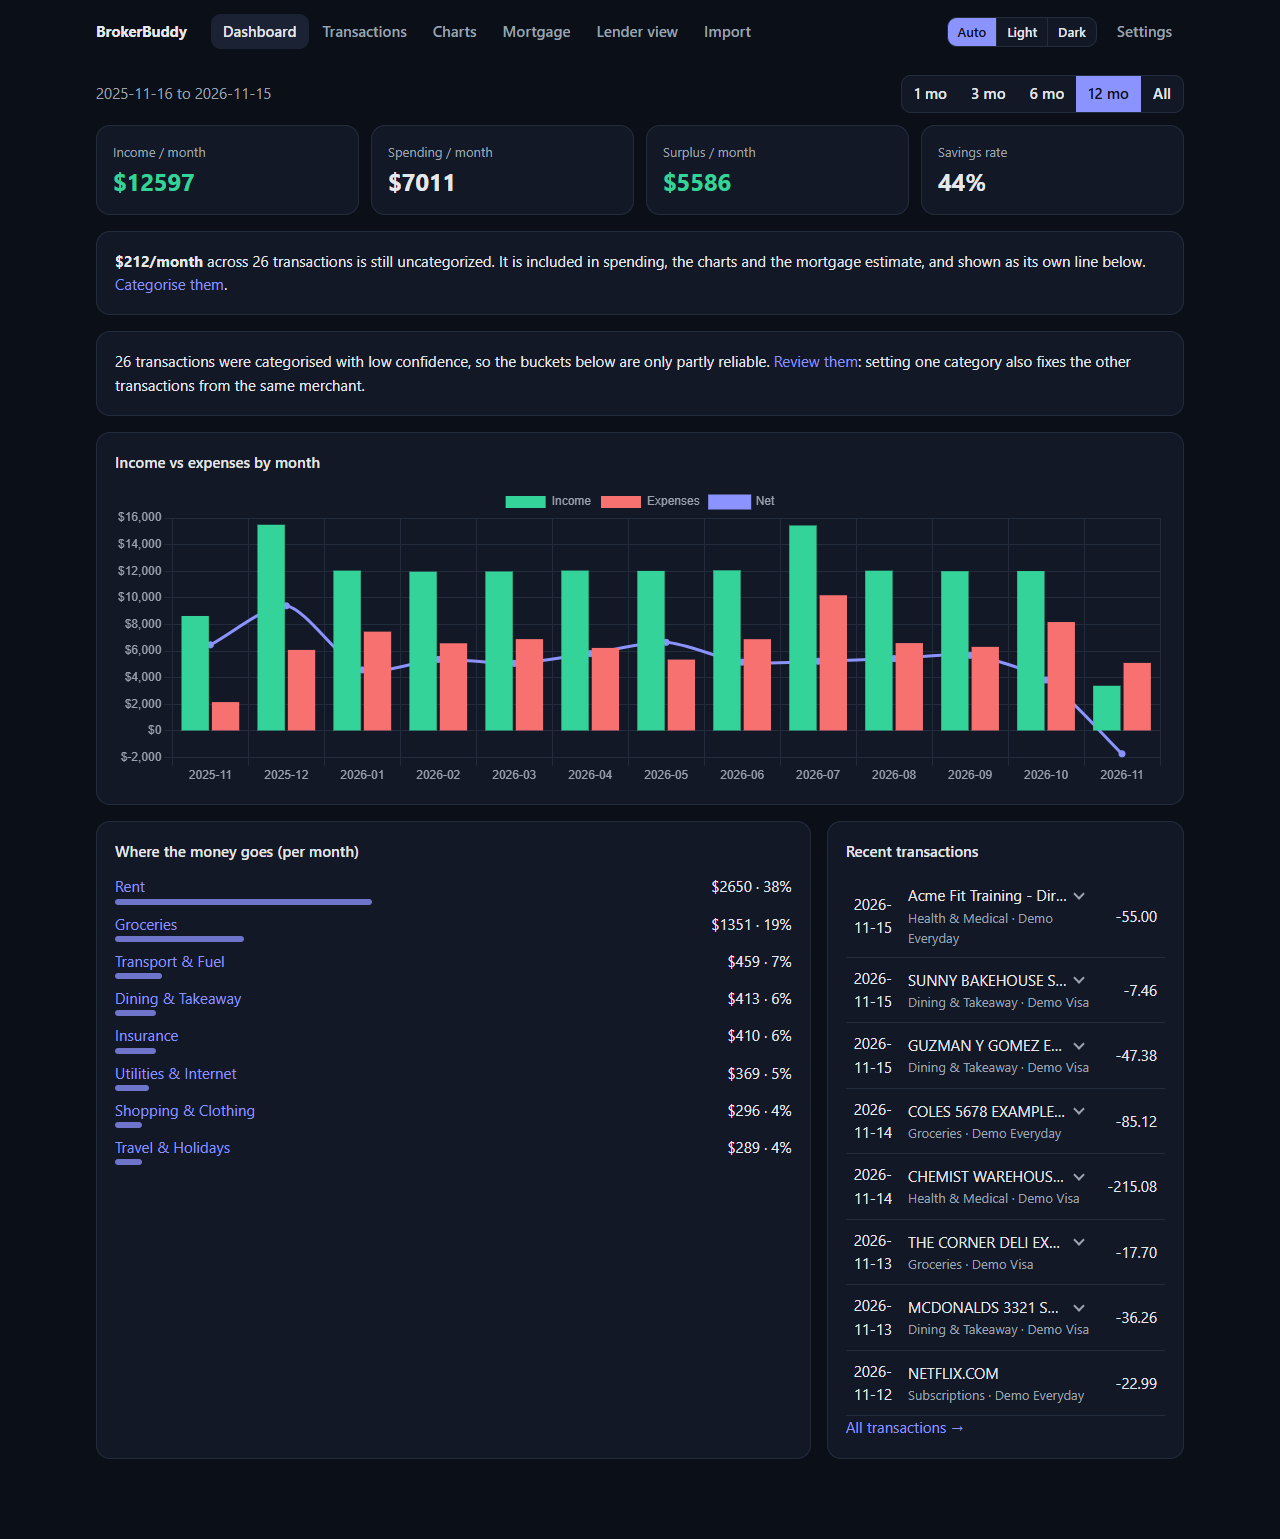 BrokerBuddy Dashboard Transactions Charts Mortgage Lender view Import Auto Light Dark Settings
2025-11-16 to 2026-11-15 1 mo 3 mo 6 mo 12 mo All
Income / month
$12597
Spending / month
$7011
Surplus / month
$5586
Savings rate
44%
$212/month across 26 transactions is still uncategorized. It is included in spending, the charts and the mortgage estimate, and shown as its own line below.
Categorise them.
26 transactions were categorised with low confidence, so the buckets below are only partly reliable. Review them: setting one category also fixes the other
transactions from the same merchant.
Income vs expenses by month
Income Expenses Net
$16,000
$14,000
$12,000
$10,000
$8,000
$6,000
$4,000
$2,000
$0
$-2,000
2025-11 2025-12 2026-01 2026-02 2026-03 2026-04 2026-05 2026-06 2026-07 2026-08 2026-09 2026-10 2026-11
Where the money goes (per month)
Rent $2650 · 38%
Groceries $1351 · 19%
Transport & Fuel $459 · 7%
Dining & Takeaway $413 · 6%
Insurance $410 · 6%
Utilities & Internet $369 · 5%
Shopping & Clothing $296 · 4%
Travel & Holidays $289 · 4%
Recent transactions
2026-11-15 Acme Fit Training - Dir... -55.00
Health & Medical · Demo
Everyday
2026-11-15 SUNNY BAKEHOUSE S... -7.46
Dining & Takeaway · Demo Visa
2026-11-15 GUZMAN Y GOMEZ E... -47.38
Dining & Takeaway · Demo Visa
2026-11-14 COLES 5678 EXAMPLE... -85.12
Groceries · Demo Everyday
2026-11-14 CHEMIST WAREHOUS... -215.08
Health & Medical · Demo Visa
2026-11-13 THE CORNER DELI EX... -17.70
Groceries · Demo Visa
2026-11-13 MCDONALDS 3321 S... -36.26
Dining & Takeaway · Demo Visa
2026-11-12 NETFLIX.COM -22.99
Subscriptions · Demo Everyday
All transactions →